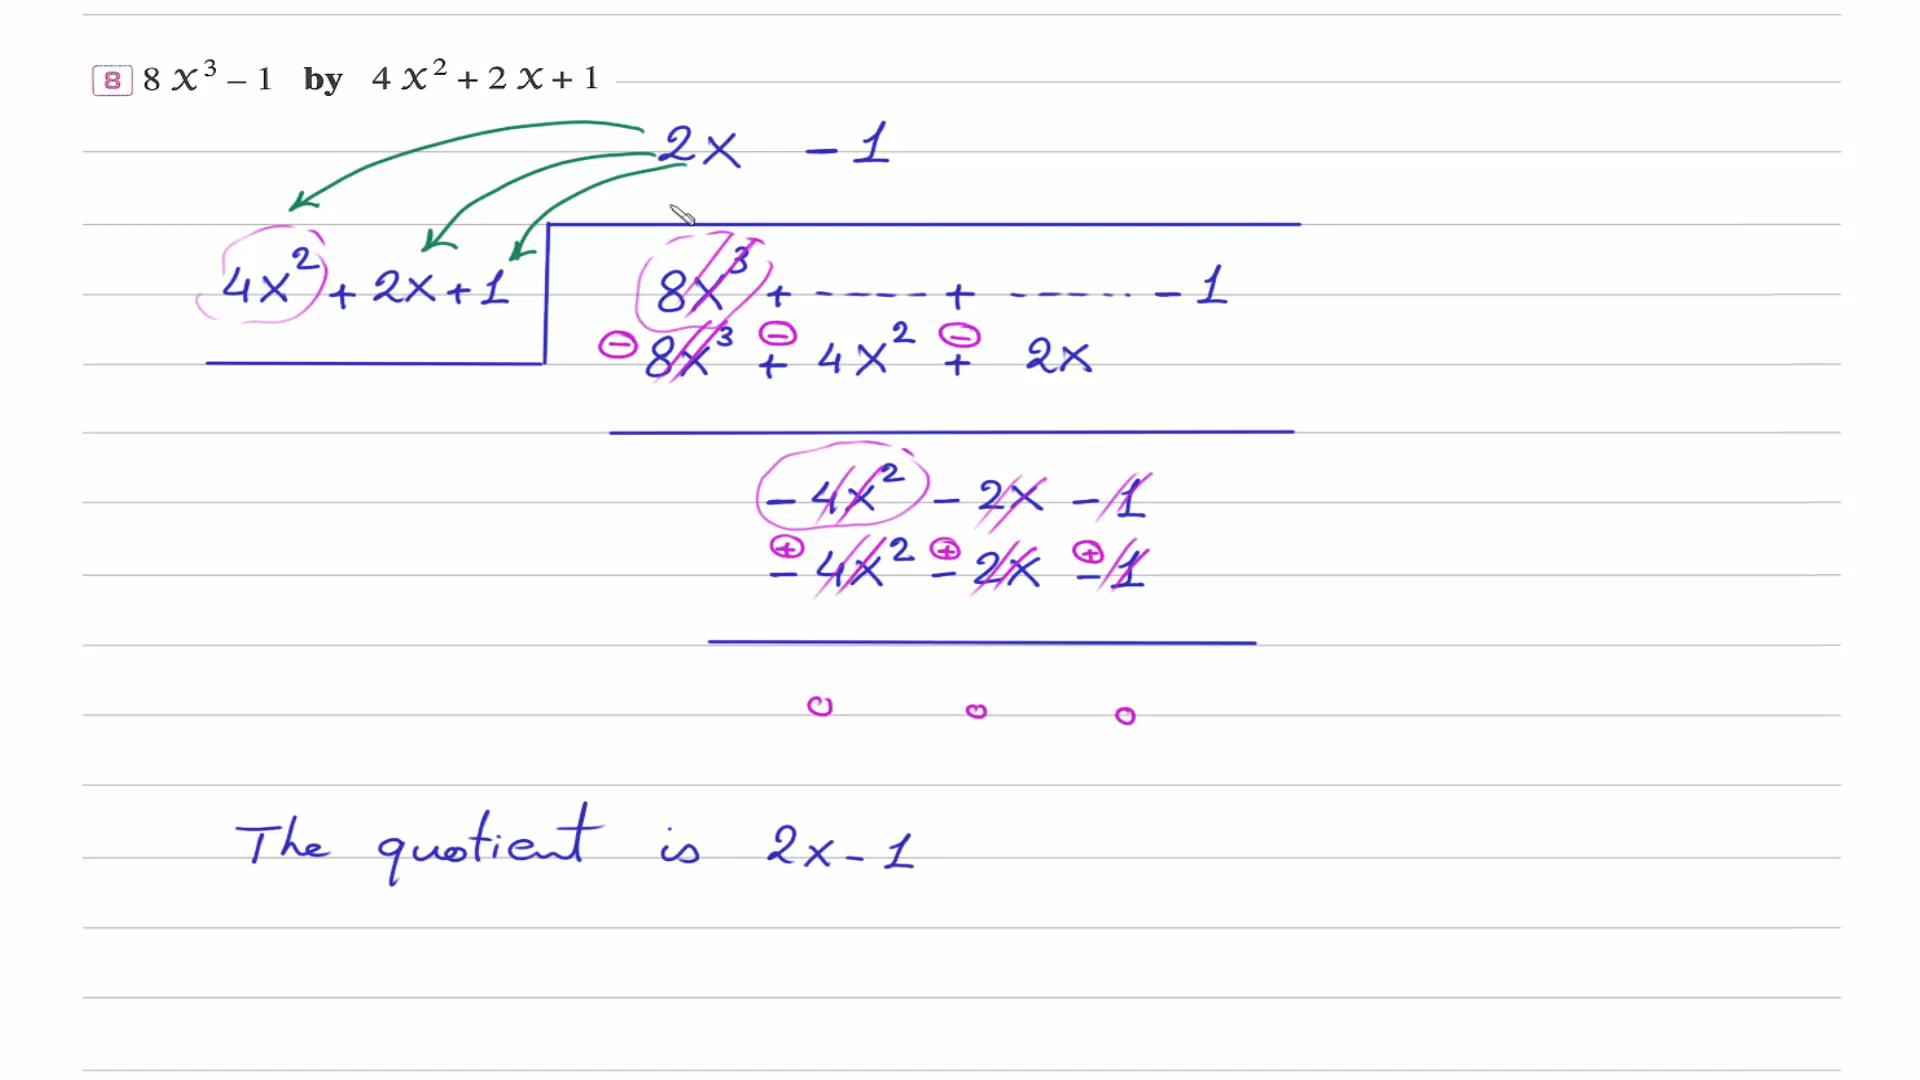 8 8x³ – 1 by 4x² + 2x + 1
2x - 1
4x² + 2x + 1 8x³ + ----- + ------ - 1
⊖ ⊖ ⊖
8x³ + 4x² + 2x
- 4x² - 2x - 1
⊕ ⊕ ⊕
- 4x² - 2x - 1
0 0 0
The quotient is 2x - 1